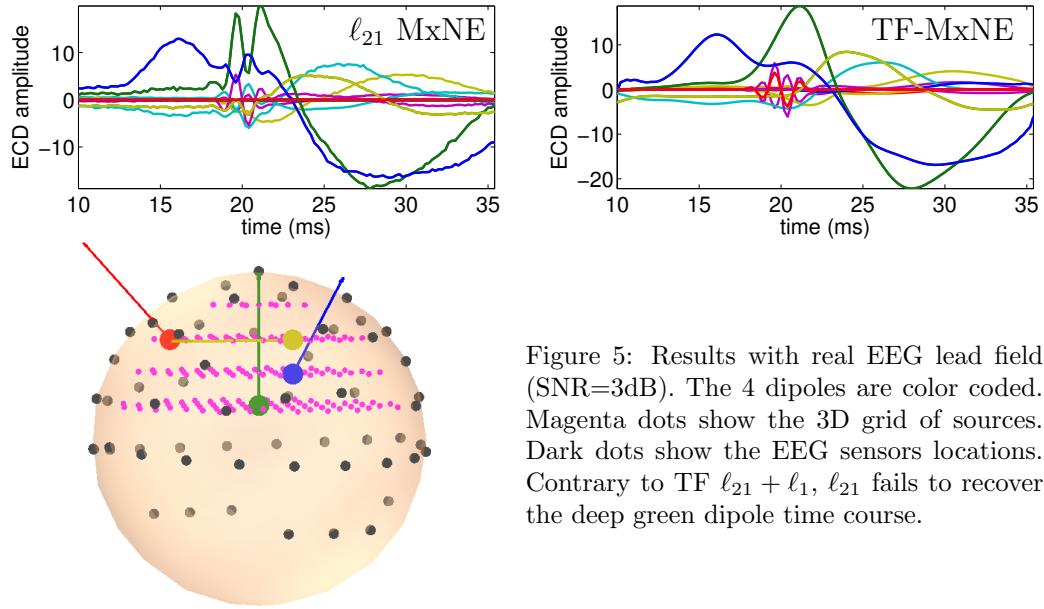 ℓ21 MxNE
ECD amplitude
10
0
−10
10 15 20 25 30 35
time (ms)
TF-MxNE
ECD amplitude
10
0
−10
−20
10 15 20 25 30 35
time (ms)
Figure 5: Results with real EEG lead field
(SNR=3dB). The 4 dipoles are color coded.
Magenta dots show the 3D grid of sources.
Dark dots show the EEG sensors locations.
Contrary to TF ℓ21 + ℓ1, ℓ21 fails to recover
the deep green dipole time course.